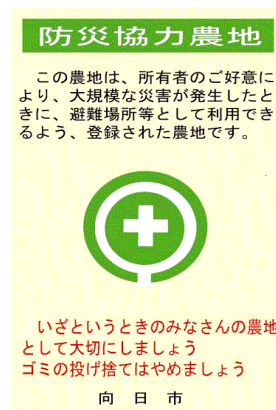 防災協力農地
この農地は、所有者のご好意に
より、大規模な災害が発生したと
きに、避難場所等として利用でき
るよう、登録された農地です。
いざというときのみなさんの農地
として大切にしましょう
ゴミの投げ捨てはやめましょう
向日市